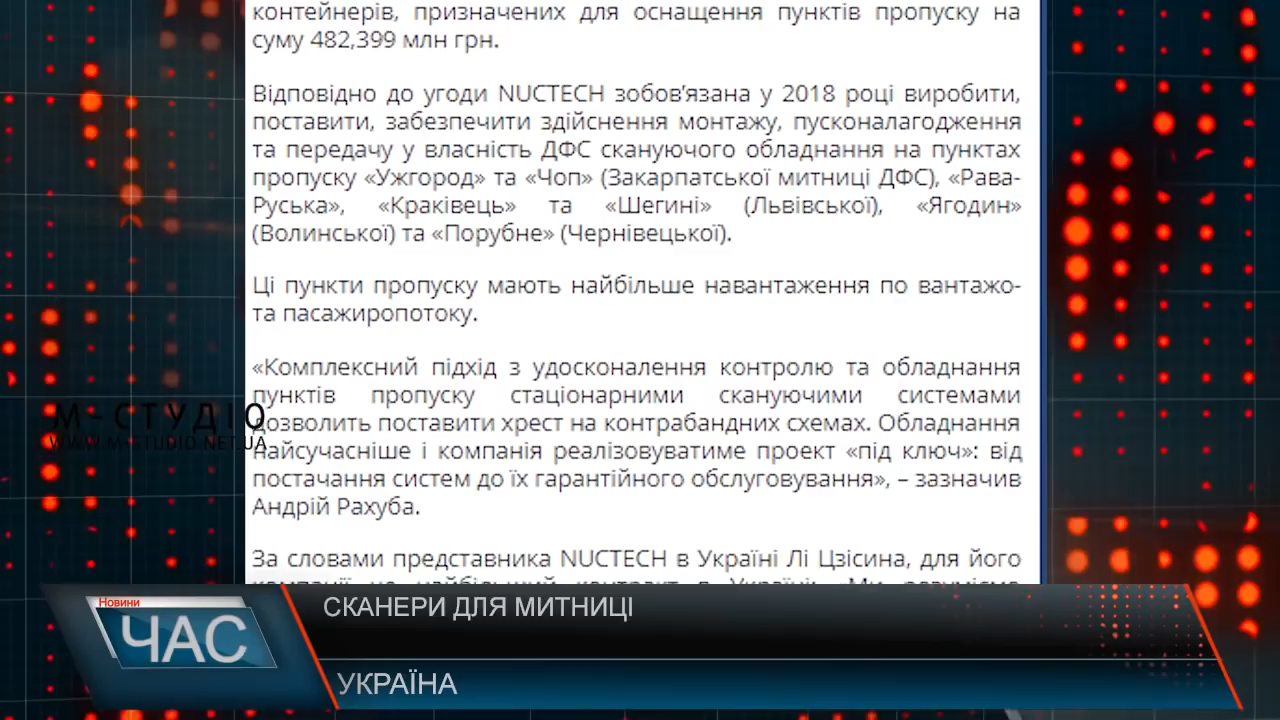 контейнерів, призначених для оснащення пунктів пропуску на
суму 482,399 млн грн.
Відповідно до угоди NUCTECH зобов’язана у 2018 році виробити,
поставити, забезпечити здійснення монтажу, пусконалагодження
та передачу у власність ДФС скануючого обладнання на пунктах
пропуску «Ужгород» та «Чоп» (Закарпатської митниці ДФС), «Рава-
Руська», «Краківець» та «Шегині» (Львівської), «Ягодин»
(Волинської) та «Порубне» (Чернівецької).
Ці пункти пропуску мають найбільше навантаження по вантажо-
та пасажиропотоку.
«Комплексний підхід з удосконалення контролю та обладнання
пунктів пропуску стаціонарними скануючими системами
дозволить поставити хрест на контрабандних схемах. Обладнання
найсучасніше і компанія реалізовуватиме проект «під ключ»: від
постачання систем до їх гарантійного обслуговування», – зазначив
Андрій Рахуба.
За словами представника NUCTECH в Україні Лі Цзісина, для його
М-СТУДІО
WWW.M-STUDIO.NET.UA
Новини
ЧАС
СКАНЕРИ ДЛЯ МИТНИЦІ
УКРАЇНА